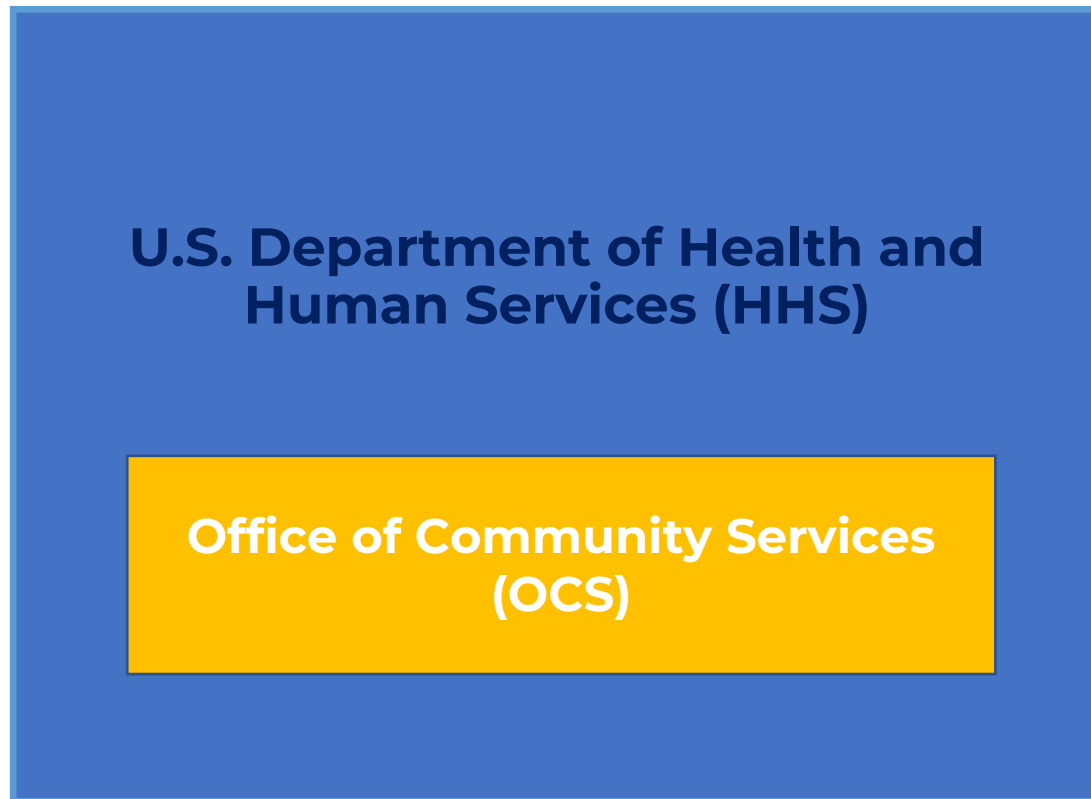 U.S. Department of Health and
Human Services (HHS)
Office of Community Services
(OCS)